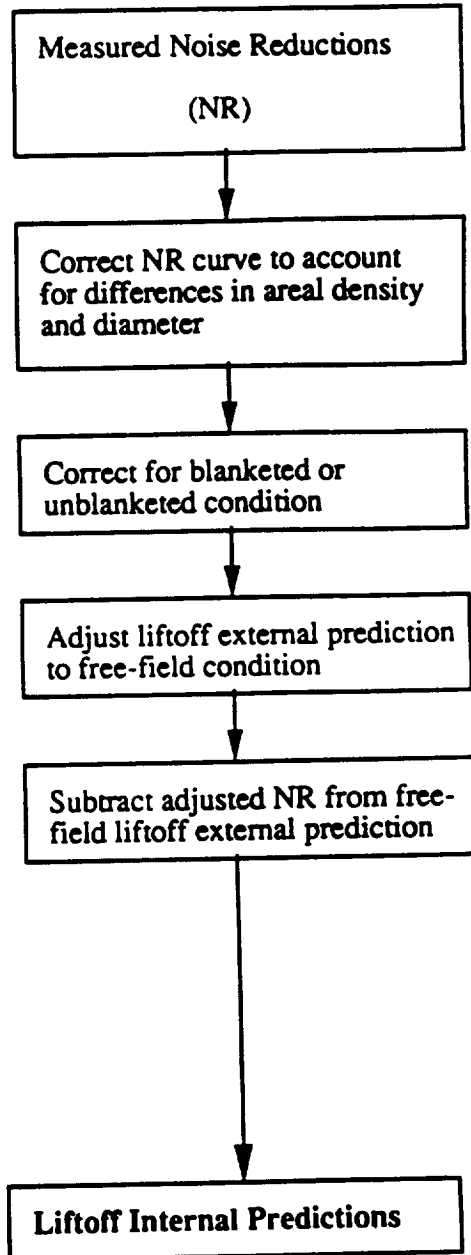 Measured Noise Reductions
(NR)
Correct NR curve to account
for differences in areal density
and diameter
Correct for blanketed or
unblanketed condition
Adjust liftoff external prediction
to free-field condition
Subtract adjusted NR from free-
field liftoff external prediction
Liftoff Internal Predictions